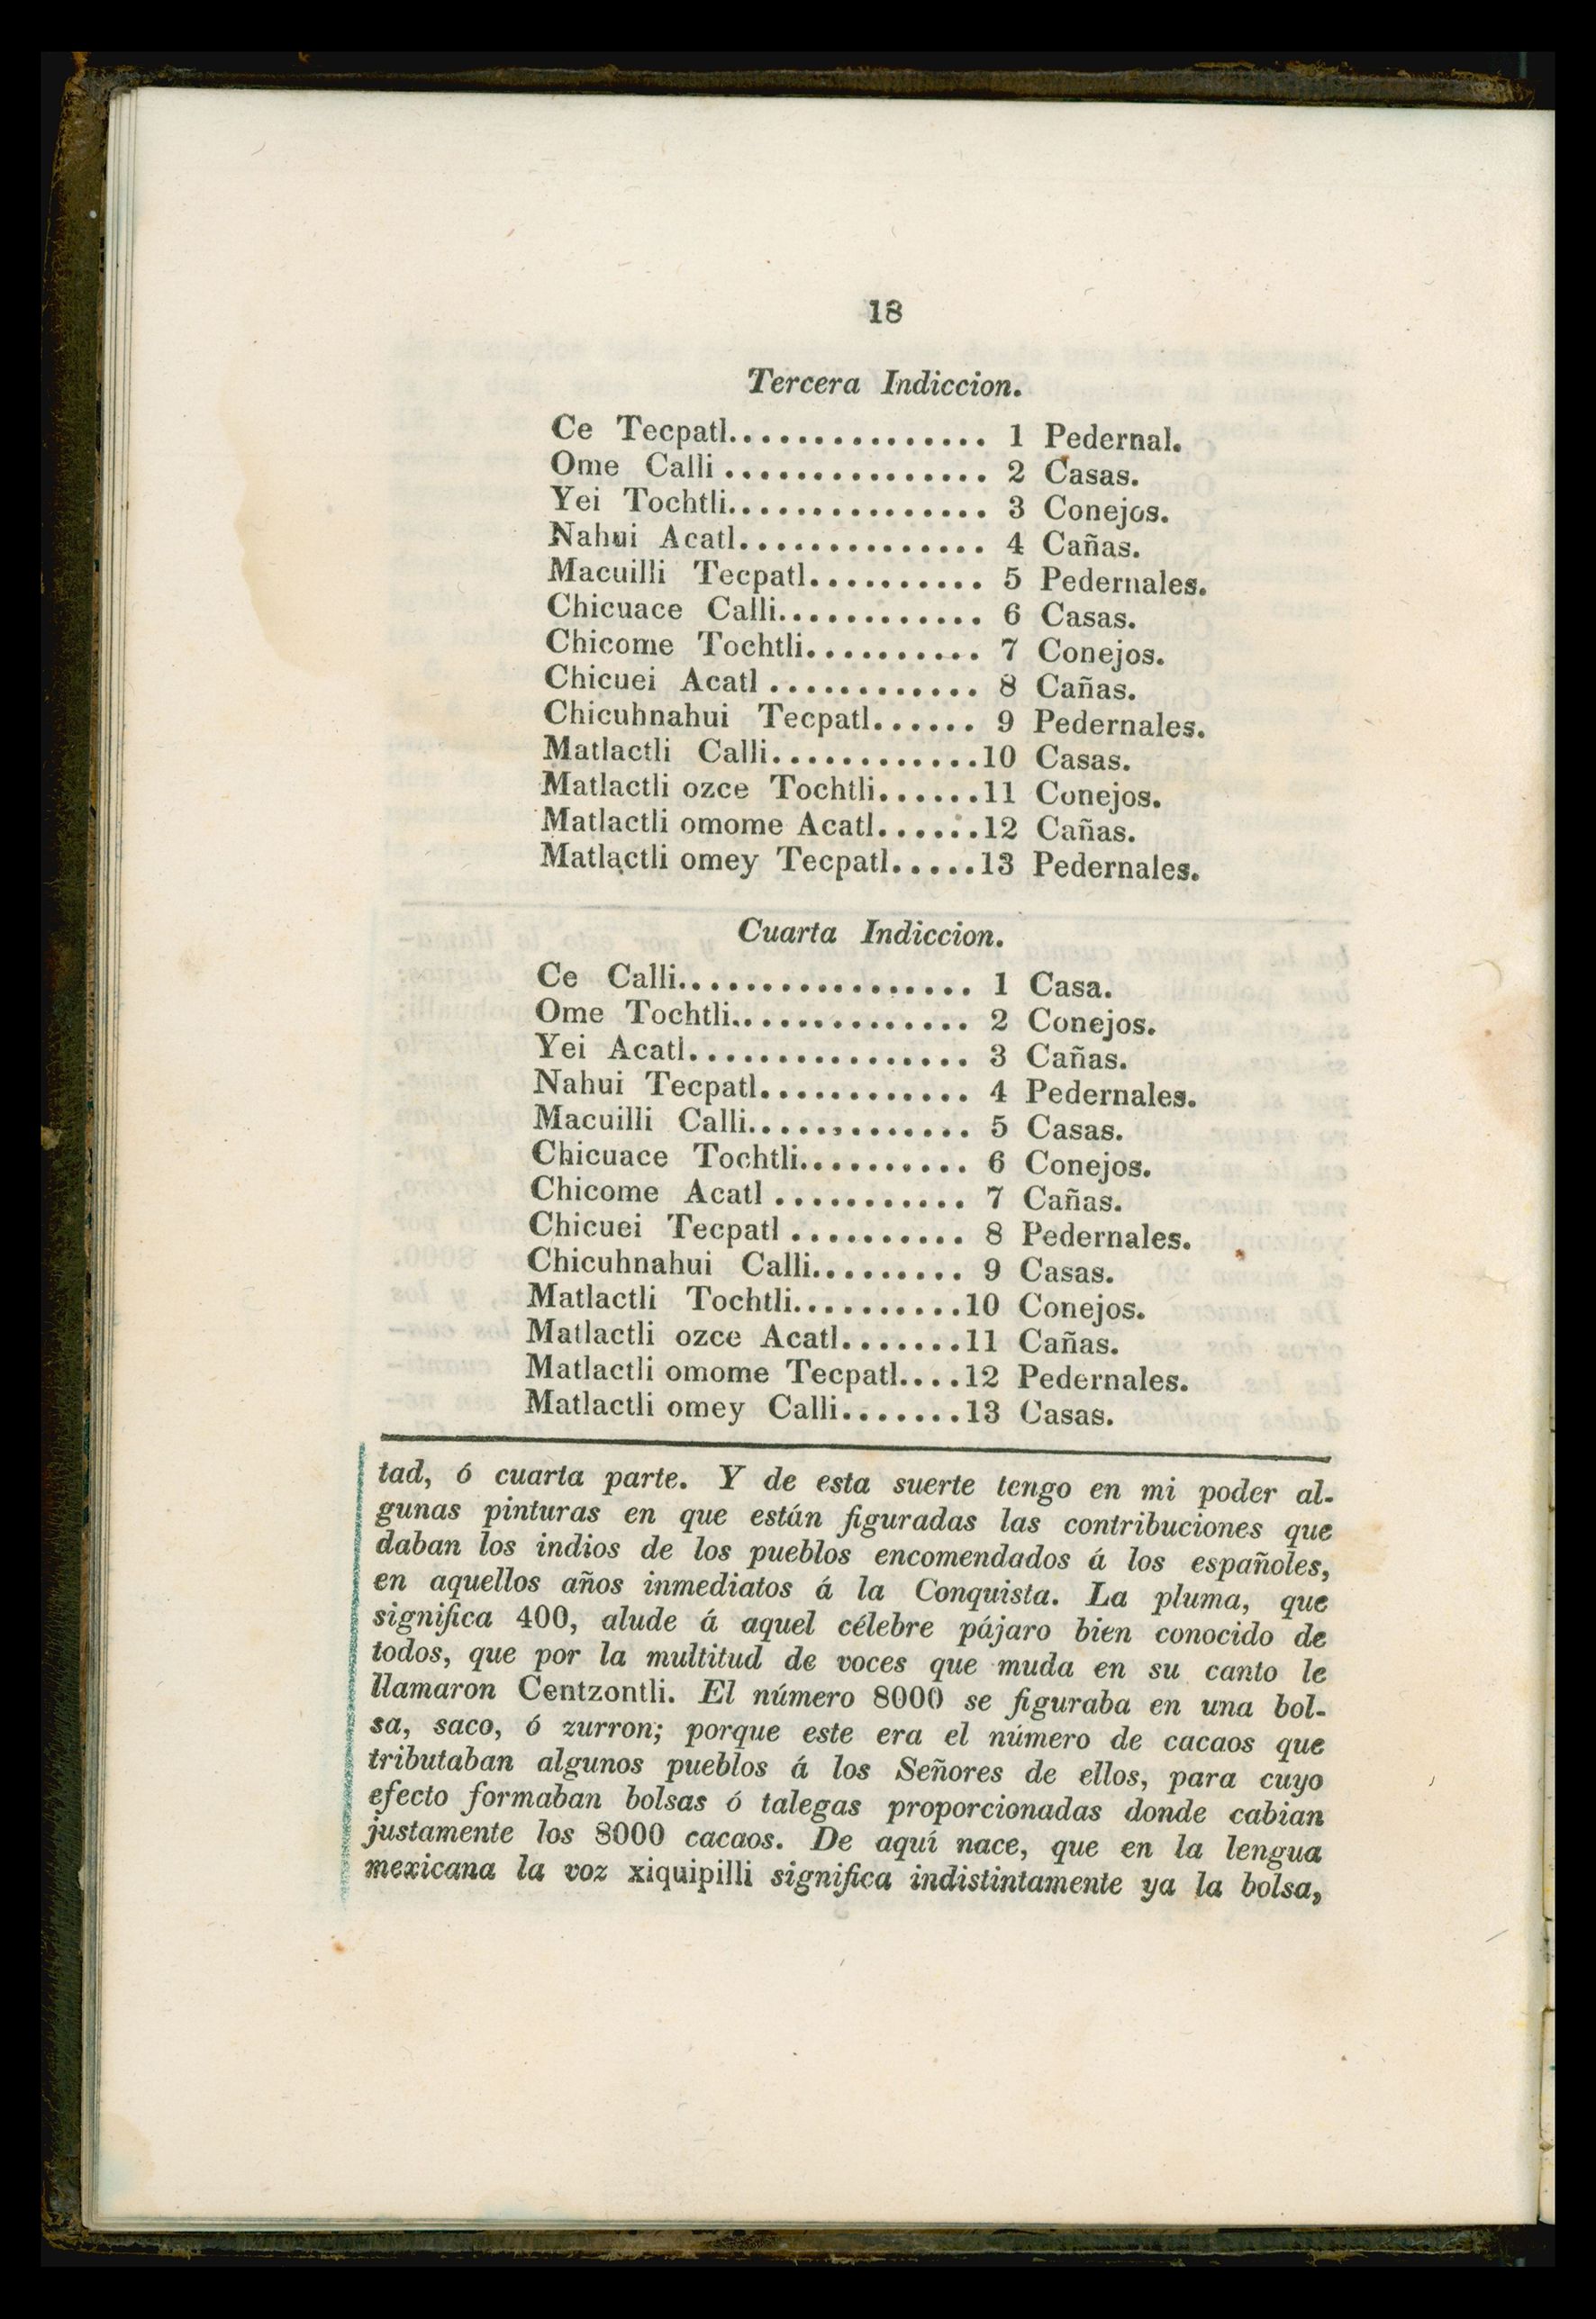 18
Tercera Indiccion.
Ce Tecpatl............... 1 Pedernal.
Ome Calli ............... 2 Casas.
Yei Tochtli............... 3 Conejos.
Nahui Acatl.............. 4 Cañas.
Macuilli Tecpatl.......... 5 Pedernales.
Chicuace Calli............ 6 Casas.
Chicome Tochtli.......... 7 Conejos.
Chicuei Acatl ............ 8 Cañas.
Chicuhnahui Tecpatl...... 9 Pedernales.
Matlactli Calli............10 Casas.
Matlactli ozce Tochtli......11 Conejos.
Matlactli omome Acatl......12 Cañas.
Matlactli omey Tecpatl.....13 Pedernales.
Cuarta Indiccion.
Ce Calli................. 1 Casa.
Ome Tochtli.............. 2 Conejos.
Yei Acatl................ 3 Cañas.
Nahui Tecpatl............ 4 Pedernales.
Macuilli Calli............. 5 Casas.
Chicuace Tochtli.......... 6 Conejos.
Chicome Acatl ........... 7 Cañas.
Chicuei Tecpatl .......... 8 Pedernales.
Chicuhnahui Calli......... 9 Casas.
Matlactli Tochtli..........10 Conejos.
Matlactli ozce Acatl.......11 Cañas.
Matlactli omome Tecpatl....12 Pedernales.
Matlactli omey Calli.......13 Casas.
tad, ó cuarta parte. Y de esta suerte tengo en mi poder al-
gunas pinturas en que están figuradas las contribuciones que
daban los indios de los pueblos encomendados á los españoles,
en aquellos años inmediatos á la Conquista. La pluma, que
significa 400, alude á aquel célebre pájaro bien conocido de
todos, que por la multitud de voces que muda en su canto le
llamaron Centzontli. El número 8000 se figuraba en una bol-
sa, saco, ó zurron; porque este era el número de cacaos que
tributaban algunos pueblos á los Señores de ellos, para cuyo
efecto formaban bolsas ó talegas proporcionadas donde cabian
justamente los 8000 cacaos. De aquí nace, que en la lengua
mexicana la voz xiquipilli significa indistintamente ya la bolsa,